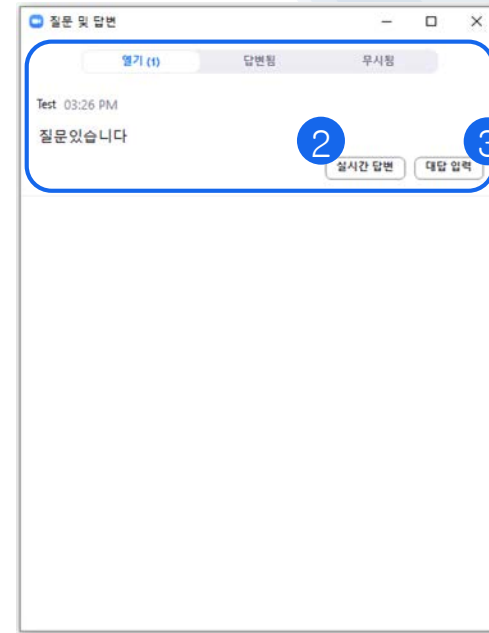 질문 및 답변
열기 (1) 답변됨 무시됨
Test 03:26 PM
질문있습니다
2 3
실시간 답변 대답 입력